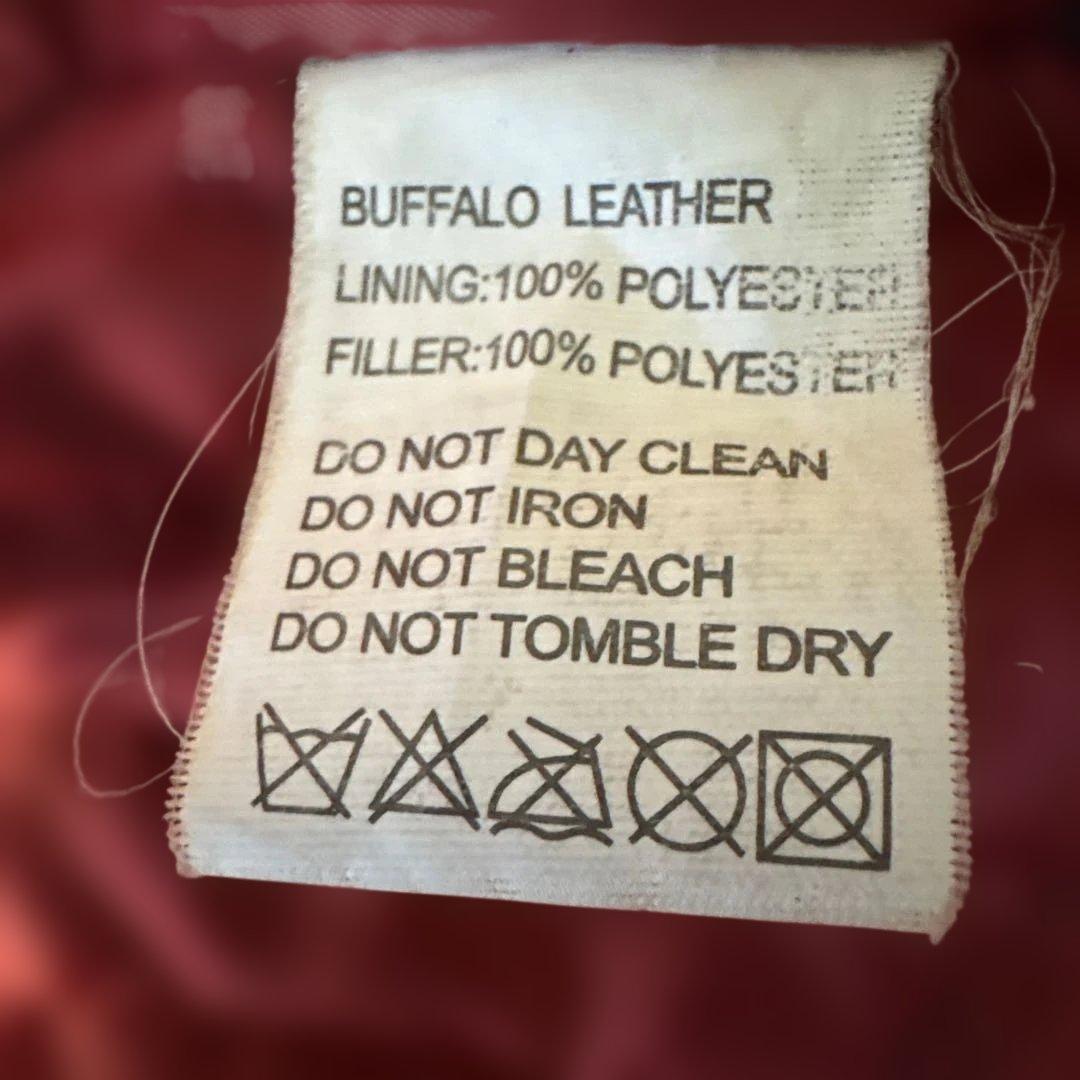 BUFFALO LEATHER
LINING:100% POLYESTER
FILLER:100% POLYESTER
DO NOT DAY CLEAN
DO NOT IRON
DO NOT BLEACH
DO NOT TOMBLE DRY